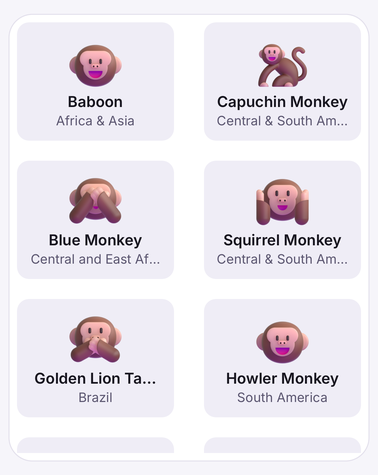 Baboon
Africa & Asia
Capuchin Monkey
Central & South Am...
Blue Monkey
Central and East Af...
Squirrel Monkey
Central & South Am...
Golden Lion Ta...
Brazil
Howler Monkey
South America